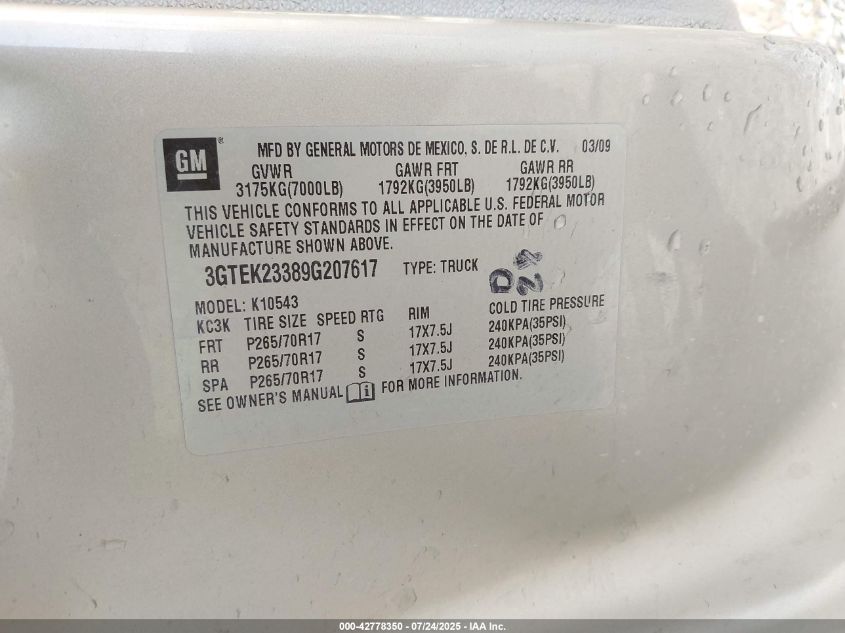 GM ® MFD BY GENERAL MOTORS DE MEXICO, S. DE R.L. DE C.V. 03/09
GVWR GAWR FRT GAWR RR
3175KG(7000LB) 1792KG(3950LB) 1792KG(3950LB)
THIS VEHICLE CONFORMS TO ALL APPLICABLE U.S. FEDERAL MOTOR
VEHICLE SAFETY STANDARDS IN EFFECT ON THE DATE OF
MANUFACTURE SHOWN ABOVE.
3GTEK23389G207617 TYPE: TRUCK
MODEL: K10543
KC3K TIRE SIZE SPEED RTG RIM COLD TIRE PRESSURE
FRT P265/70R17 S 17X7.5J 240KPA(35PSI)
RR P265/70R17 S 17X7.5J 240KPA(35PSI)
SPA P265/70R17 S 17X7.5J 240KPA(35PSI)
SEE OWNER'S MANUAL i FOR MORE INFORMATION.
000-42778350 - 07/24/2025 - IAA Inc.